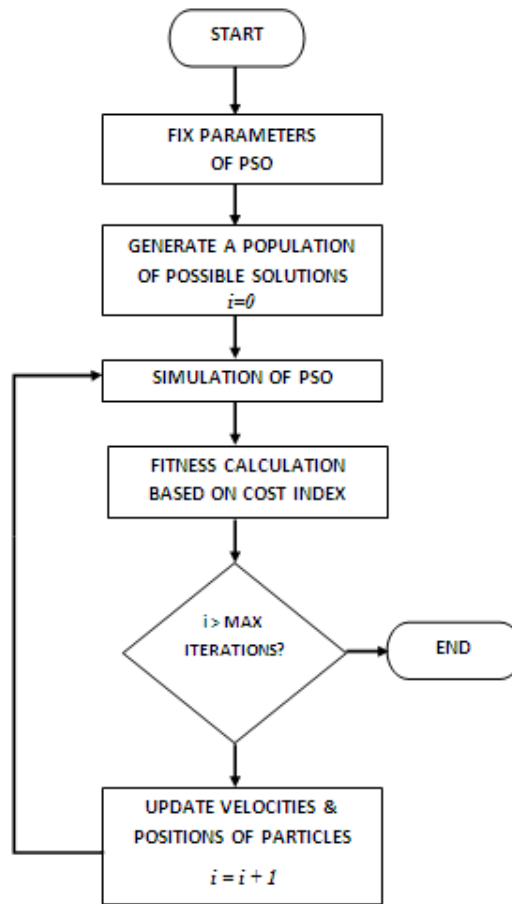 START
FIX PARAMETERS
OF PSO
GENERATE A POPULATION
OF POSSIBLE SOLUTIONS
i=0
SIMULATION OF PSO
FITNESS CALCULATION
BASED ON COST INDEX
i > MAX
ITERATIONS?
END
UPDATE VELOCITIES &
POSITIONS OF PARTICLES
i = i + 1